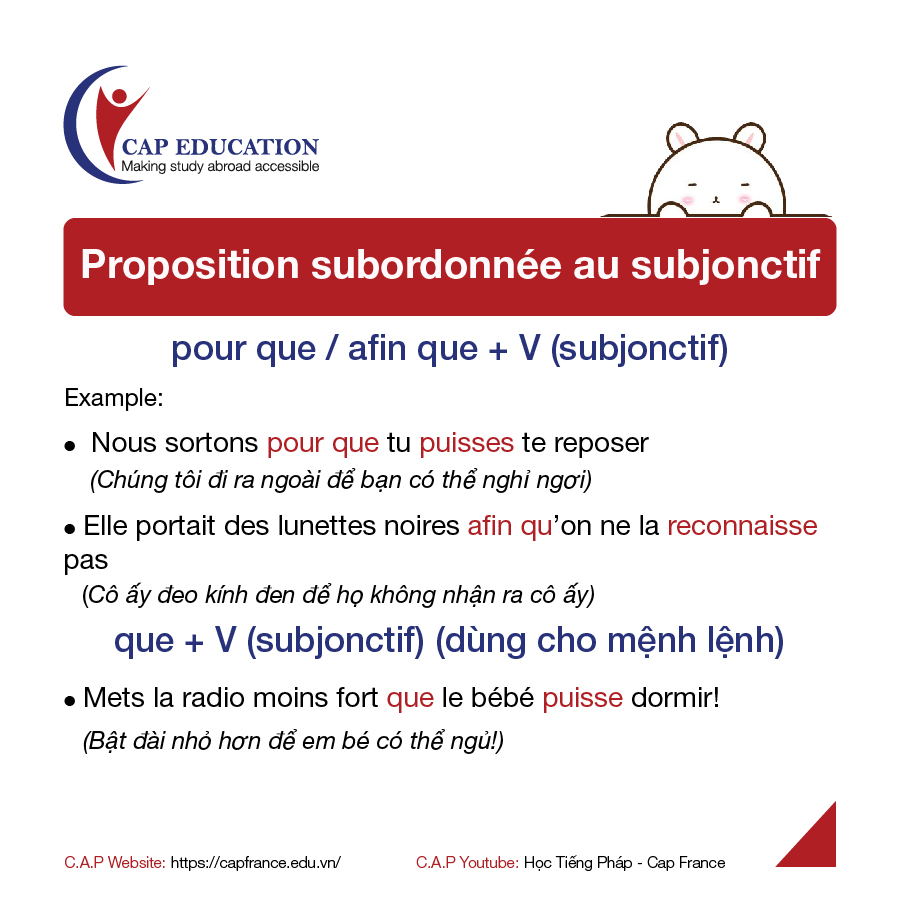 CAP EDUCATION
Making study abroad accessible
Proposition subordonnée au subjonctif
pour que / afin que + V (subjonctif)
Example:
• Nous sortons pour que tu puisses te reposer
(Chúng tôi đi ra ngoài để bạn có thể nghỉ ngơi)
• Elle portait des lunettes noires afin qu’on ne la reconnaisse
pas
(Cô ấy đeo kính đen để họ không nhận ra cô ấy)
que + V (subjonctif) (dùng cho mệnh lệnh)
• Mets la radio moins fort que le bébé puisse dormir!
(Bật đài nhỏ hơn để em bé có thể ngủ!)
C.A.P Website: https://capfrance.edu.vn/ C.A.P Youtube: Học Tiếng Pháp - Cap France